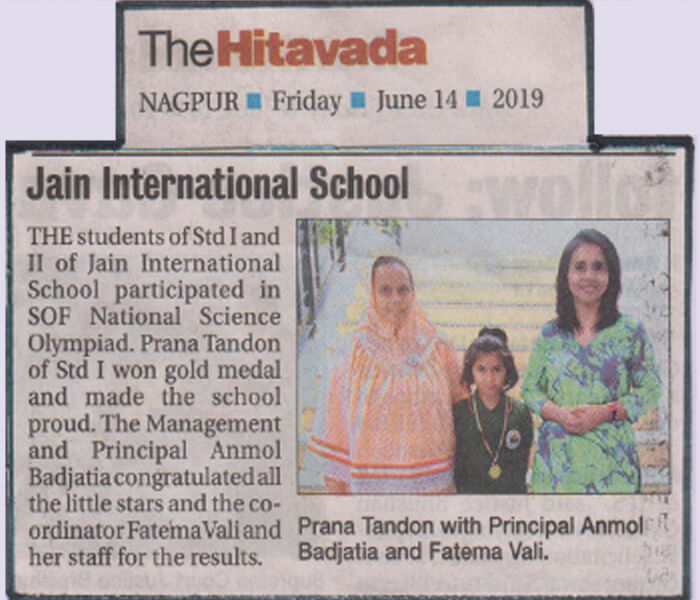 The Hitavada
NAGPUR ■ Friday ■ June 14 ■ 2019
Jain International School
THE students of Std I and
II of Jain International
School participated in
SOF National Science
Olympiad. Prana Tandon
of Std I won gold medal
and made the school
proud. The Management
and Principal Anmol
Badjatia congratulated all
the little stars and the co-
ordinator Fatema Vali and
her staff for the results.
Prana Tandon with Principal Anmol
Badjatia and Fatema Vali.